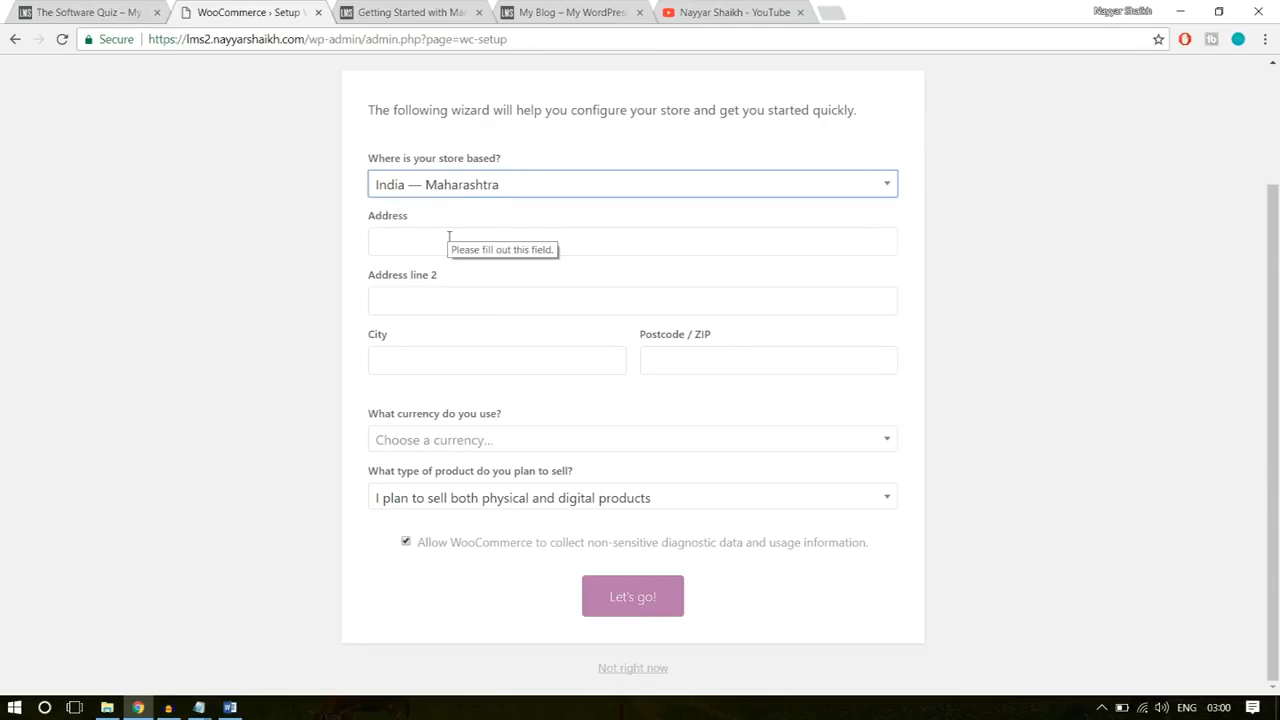 The Software Quiz – My
WooCommerce › Setup
Getting Started with Mar
My Blog – My WordPress
Nayyar Shaikh - YouTube
Nayyar Shaikh
Secure
https://lms2.nayyarshaikh.com/wp-admin/admin.php?page=wc-setup
The following wizard will help you configure your store and get you started quickly.
Where is your store based?
India — Maharashtra
Address
Please fill out this field.
Address line 2
City
Postcode / ZIP
What currency do you use?
Choose a currency...
What type of product do you plan to sell?
I plan to sell both physical and digital products
Allow WooCommerce to collect non-sensitive diagnostic data and usage information.
Let's go!
Not right now
ENG
03:00